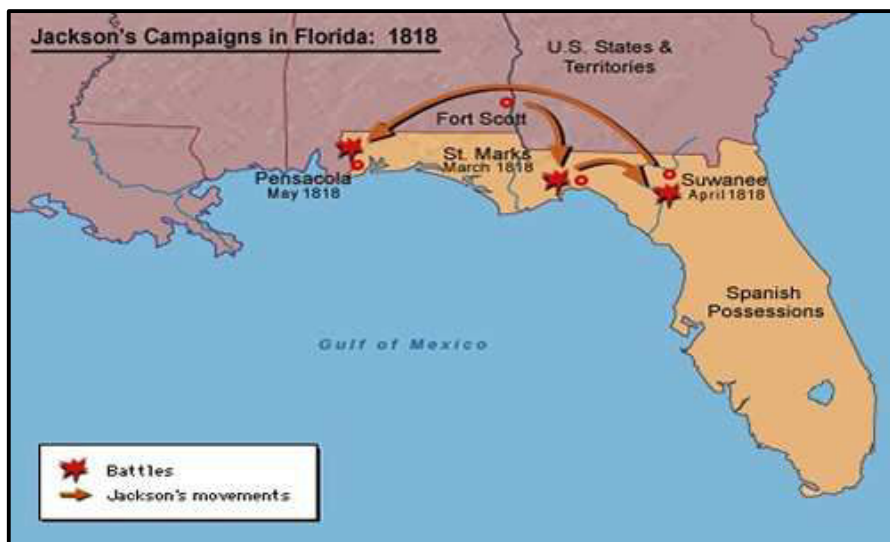 Jackson's Campaigns in Florida: 1818
U.S. States &
Territories
Fort Scott
St. Marks
March 1818
Pensacola
May 1818
Suwanee
April 1818
Spanish
Possessions
Gulf of Mexico
Battles
Jackson's movements